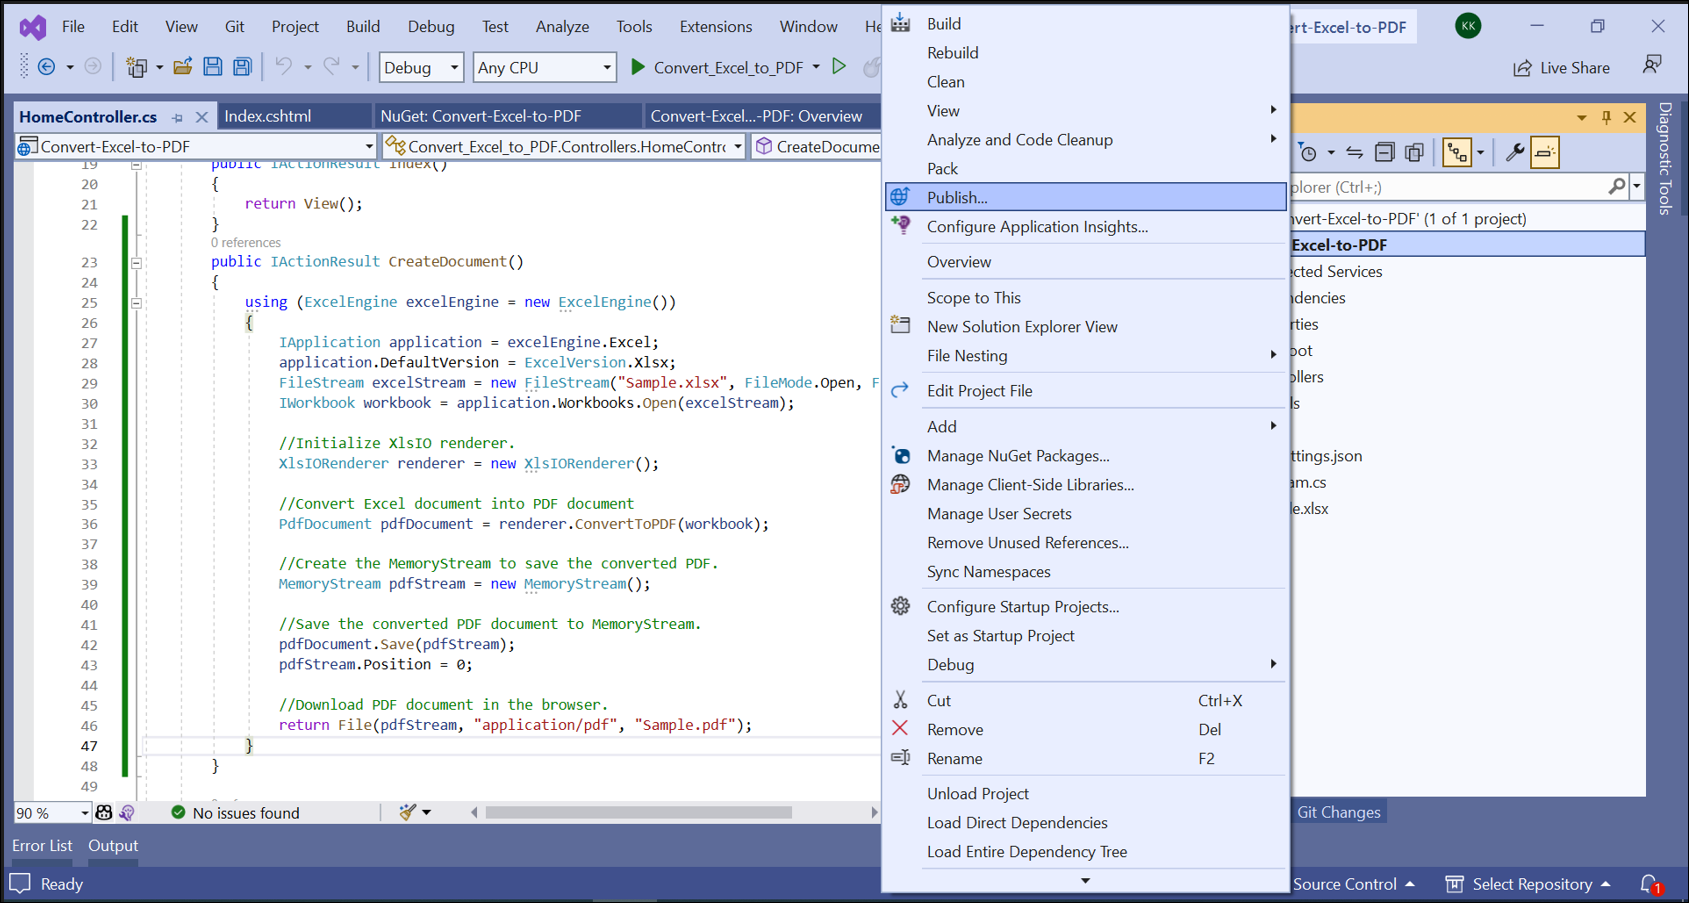 File Edit View Git Project Build Debug Test Analyze Tools Extensions Window He
ert-Excel-to-PDF KK
Debug Any CPU Convert_Excel_to_PDF
Live Share
HomeController.cs Index.cshtml NuGet: Convert-Excel-to-PDF Convert-Excel...-PDF: Overview
Convert-Excel-to-PDF Convert_Excel_to_PDF.Controllers.HomeContro CreateDocume
19 public IActionResult Index()
20 {
21 return View();
22 }
0 references
23 public IActionResult CreateDocument()
24 {
25 using (ExcelEngine excelEngine = new ExcelEngine())
26 {
27 IApplication application = excelEngine.Excel;
28 application.DefaultVersion = ExcelVersion.Xlsx;
29 FileStream excelStream = new FileStream("Sample.xlsx", FileMode.Open, F
30 IWorkbook workbook = application.Workbooks.Open(excelStream);
31
32 //Initialize XlsIO renderer.
33 XlsIORenderer renderer = new XlsIORenderer();
34
35 //Convert Excel document into PDF document
36 PdfDocument pdfDocument = renderer.ConvertToPDF(workbook);
37
38 //Create the MemoryStream to save the converted PDF.
39 MemoryStream pdfStream = new MemoryStream();
40
41 //Save the converted PDF document to MemoryStream.
42 pdfDocument.Save(pdfStream);
43 pdfStream.Position = 0;
44
45 //Download PDF document in the browser.
46 return File(pdfStream, "application/pdf", "Sample.pdf");
47 }
48 }
49
90 % No issues found
Error List Output
Ready
Build
Rebuild
Clean
View
Analyze and Code Cleanup
Pack
Publish...
Configure Application Insights...
Overview
Scope to This
New Solution Explorer View
File Nesting
Edit Project File
Add
Manage NuGet Packages...
Manage Client-Side Libraries...
Manage User Secrets
Remove Unused References...
Sync Namespaces
Configure Startup Projects...
Set as Startup Project
Debug
Cut Ctrl+X
Remove Del
Rename F2
Unload Project
Load Direct Dependencies
Load Entire Dependency Tree
plorer (Ctrl+;)
nvert-Excel-to-PDF' (1 of 1 project)
Excel-to-PDF
ected Services
ndencies
rties
oot
ollers
ls
ttings.json
am.cs
le.xlsx
Diagnostic Tools
Git Changes
Source Control Select Repository 1